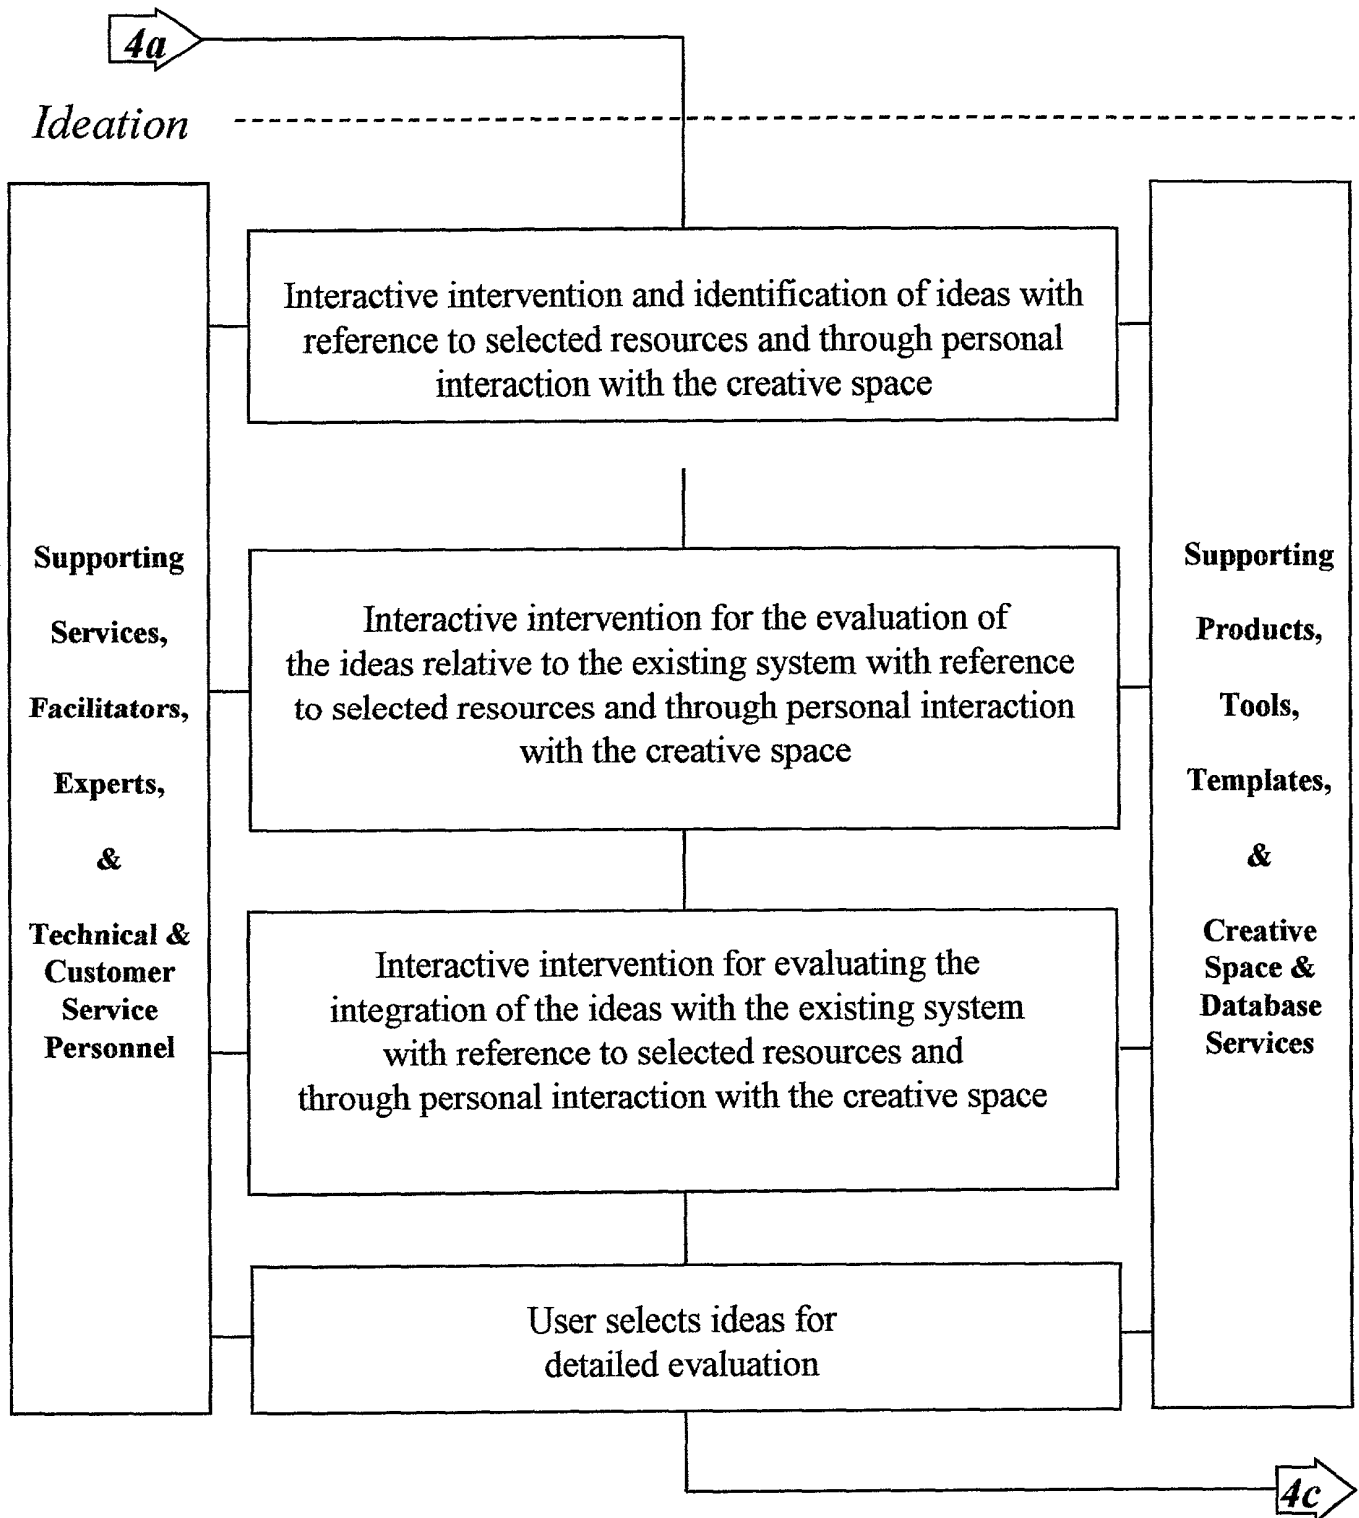 4a
Ideation
Supporting
Services,
Facilitators,
Experts,
&
Technical &
Customer
Service
Personnel
Interactive intervention and identification of ideas with
reference to selected resources and through personal
interaction with the creative space
Interactive intervention for the evaluation of
the ideas relative to the existing system with reference
to selected resources and through personal interaction
with the creative space
Interactive intervention for evaluating the
integration of the ideas with the existing system
with reference to selected resources and
through personal interaction with the creative space
User selects ideas for
detailed evaluation
Supporting
Products,
Tools,
Templates,
&
Creative
Space &
Database
Services
4c